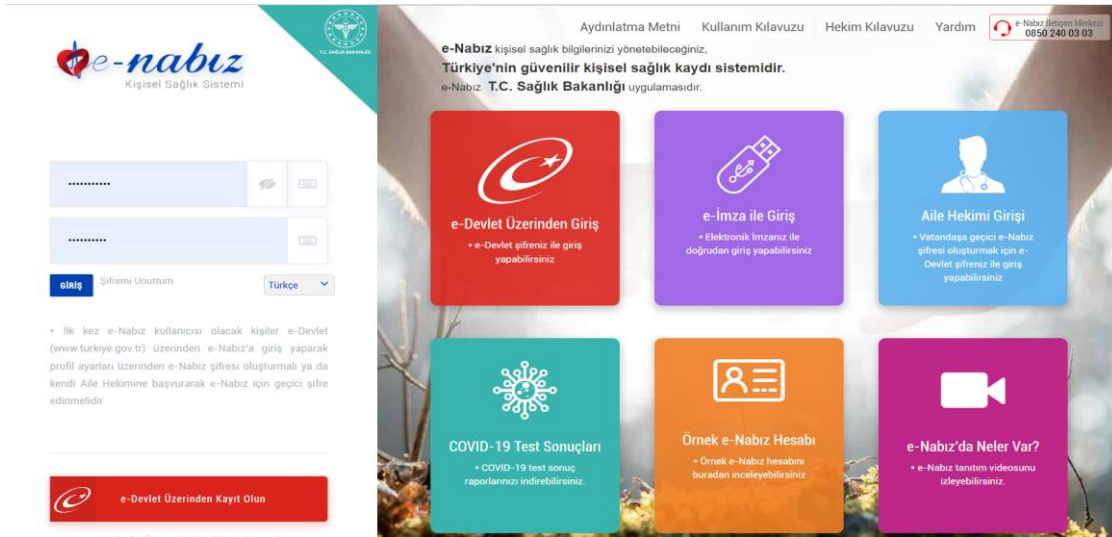 e-nabız
Kişisel Sağlık Sistemi
T.C. SAĞLIK BAKANLIĞI
•••••••••••
••••••••••
GİRİŞ
Şifremi Unuttum
Türkçe
• İlk kez e-Nabız kullanıcısı olacak kişiler e-Devlet
(www.turkiye.gov.tr) üzerinden e-Nabız'a giriş yaparak
profil ayarları üzerinden e-Nabız şifresi oluşturmalı ya da
kendi Aile Hekimine başvurarak e-Nabız için geçici şifre
edinmelidir
e-Devlet Üzerinden Kayıt Olun
Aydınlatma Metni
Kullanım Kılavuzu
Hekim Kılavuzu
Yardım
e-Nabız İletişim Merkezi
0850 240 03 03
e-Nabız kişisel sağlık bilgilerinizi yönetebileceğiniz,
Türkiye'nin güvenilir kişisel sağlık kaydı sistemidir.
e-Nabız T.C. Sağlık Bakanlığı uygulamasıdır.
e-Devlet Üzerinden Giriş
• e-Devlet şifreniz ile giriş
yapabilirsiniz
e-İmza ile Giriş
• Elektronik İmzanız ile
doğrudan giriş yapabilirsiniz
Aile Hekimi Girişi
• Vatandaşa geçici e-Nabız
şifresi oluşturmak için e-
Devlet şifreniz ile giriş
yapabilirsiniz
COVID-19 Test Sonuçları
• COVID-19 test sonuç
raporlarınızı indirebilirsiniz.
Örnek e-Nabız Hesabı
• Örnek e-Nabız hesabını
buradan inceleyebilirsiniz
e-Nabız'da Neler Var?
• e-Nabız tanıtım videosunu
izleyebilirsiniz.